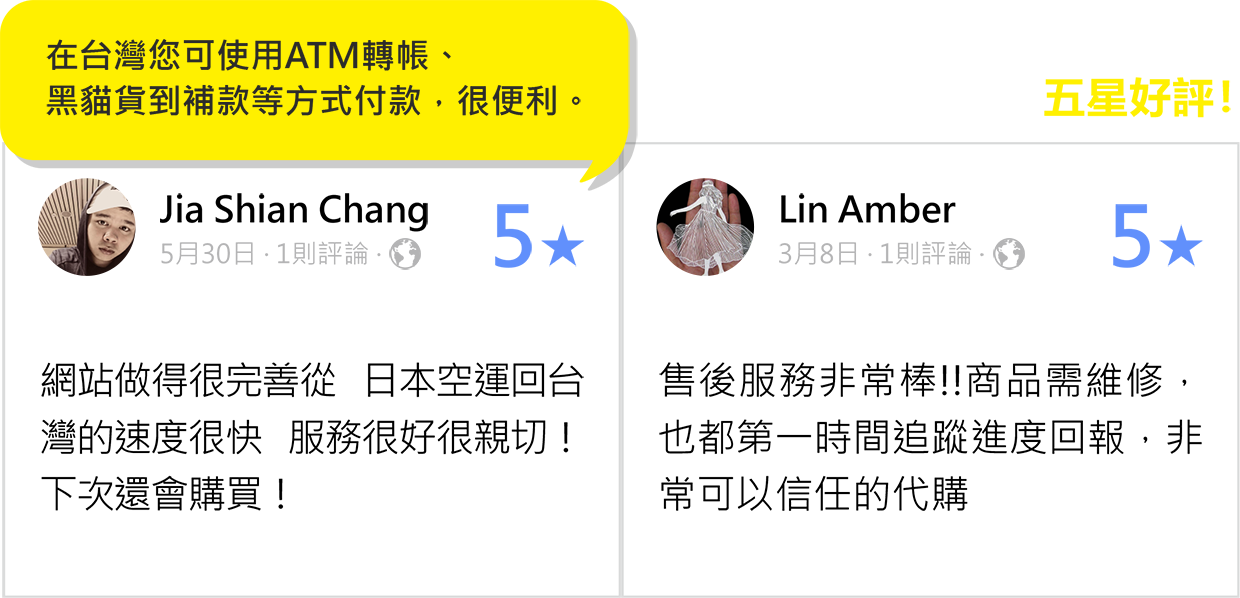 在台灣您可使用ATM轉帳、
黑貓貨到補款等方式付款，很便利。
五星好評！
Jia Shian Chang
5月30日 · 1則評論 ·
5★
網站做得很完善從 日本空運回台
灣的速度很快 服務很好很親切！
下次還會購買！
Lin Amber
3月8日 · 1則評論 ·
5★
售後服務非常棒!!商品需維修，
也都第一時間追蹤進度回報，非
常可以信任的代購